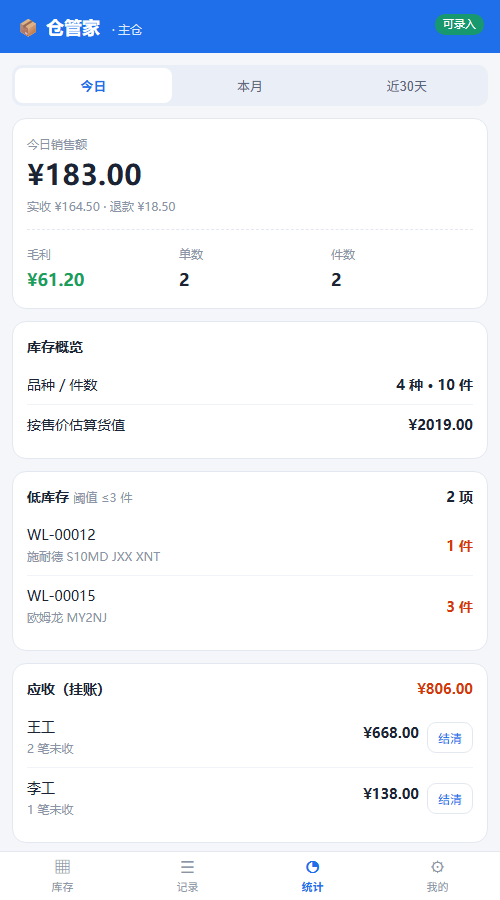 仓管家 · 主仓 可录入
今日 本月 近30天
今日销售额
¥183.00
实收 ¥164.50 · 退款 ¥18.50
毛利 单数 件数
¥61.20 2 2
库存概览
品种 / 件数 4 种 • 10 件
按售价估算货值 ¥2019.00
低库存 阈值 ≤3 件 2 项
WL-00012
施耐德 S10MD JXX XNT
1 件
WL-00015
欧姆龙 MY2NJ
3 件
应收（挂账） ¥806.00
王工
2 笔未收
¥668.00 结清
李工
1 笔未收
¥138.00 结清
库存 记录 统计 我的